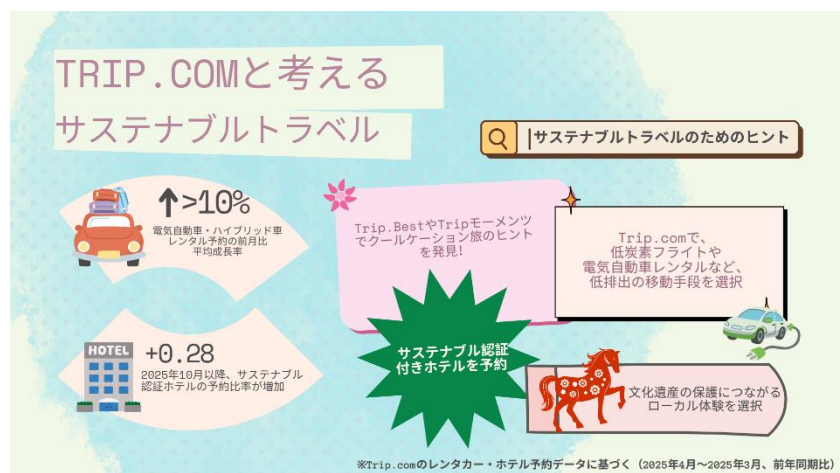 TRIP.COMと考える
サステナブルトラベル
サステナブルトラベルのためのヒント
↑>10%
電気自動車・ハイブリッド車
レンタル予約の前月比
平均成長率
Trip.BestやTripモーメンツ
でクールケーション旅のヒント
を発見!
Trip.comで、
低炭素フライトや
電気自動車レンタルなど、
低排出の移動手段を選択
HOTEL
+0.28
2025年10月以降、サステナブル
認証ホテルの予約比率が増加
サステナブル認証
付きホテルを予約
文化遺産の保護につながる
ローカル体験を選択
※Trip.comのレンタカー・ホテル予約データに基づく（2025年4月～2025年3月、前年同期比）